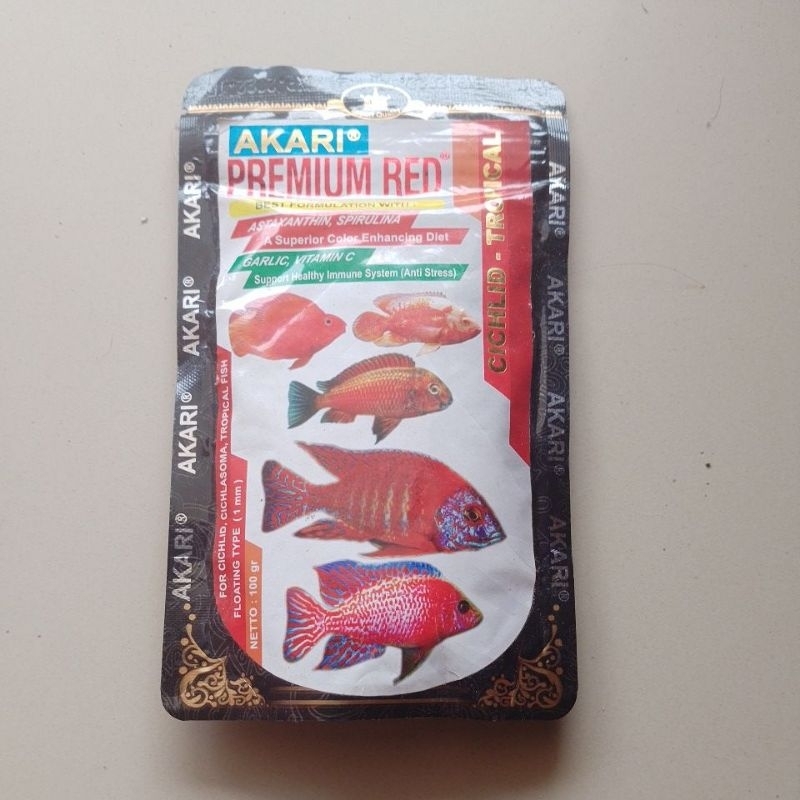 AKARI®
PREMIUM RED
BEST FORMULATION WITH
ASTAXANTHIN, SPIRULINA
A Superior Color Enhancing Diet
GARLIC, VITAMIN C
Support Healthy Immune System (Anti Stress)
CICHLID - TROPICAL
FOR CICHLID, CICHLASOMA, TROPICAL FISH
FLOATING TYPE ( 1 mm )
NETTO : 100 gr
AKARI®
AKARI®
AKARI®
AKARI®
AKARI®
AKARI®
AKARI®
AKARI®